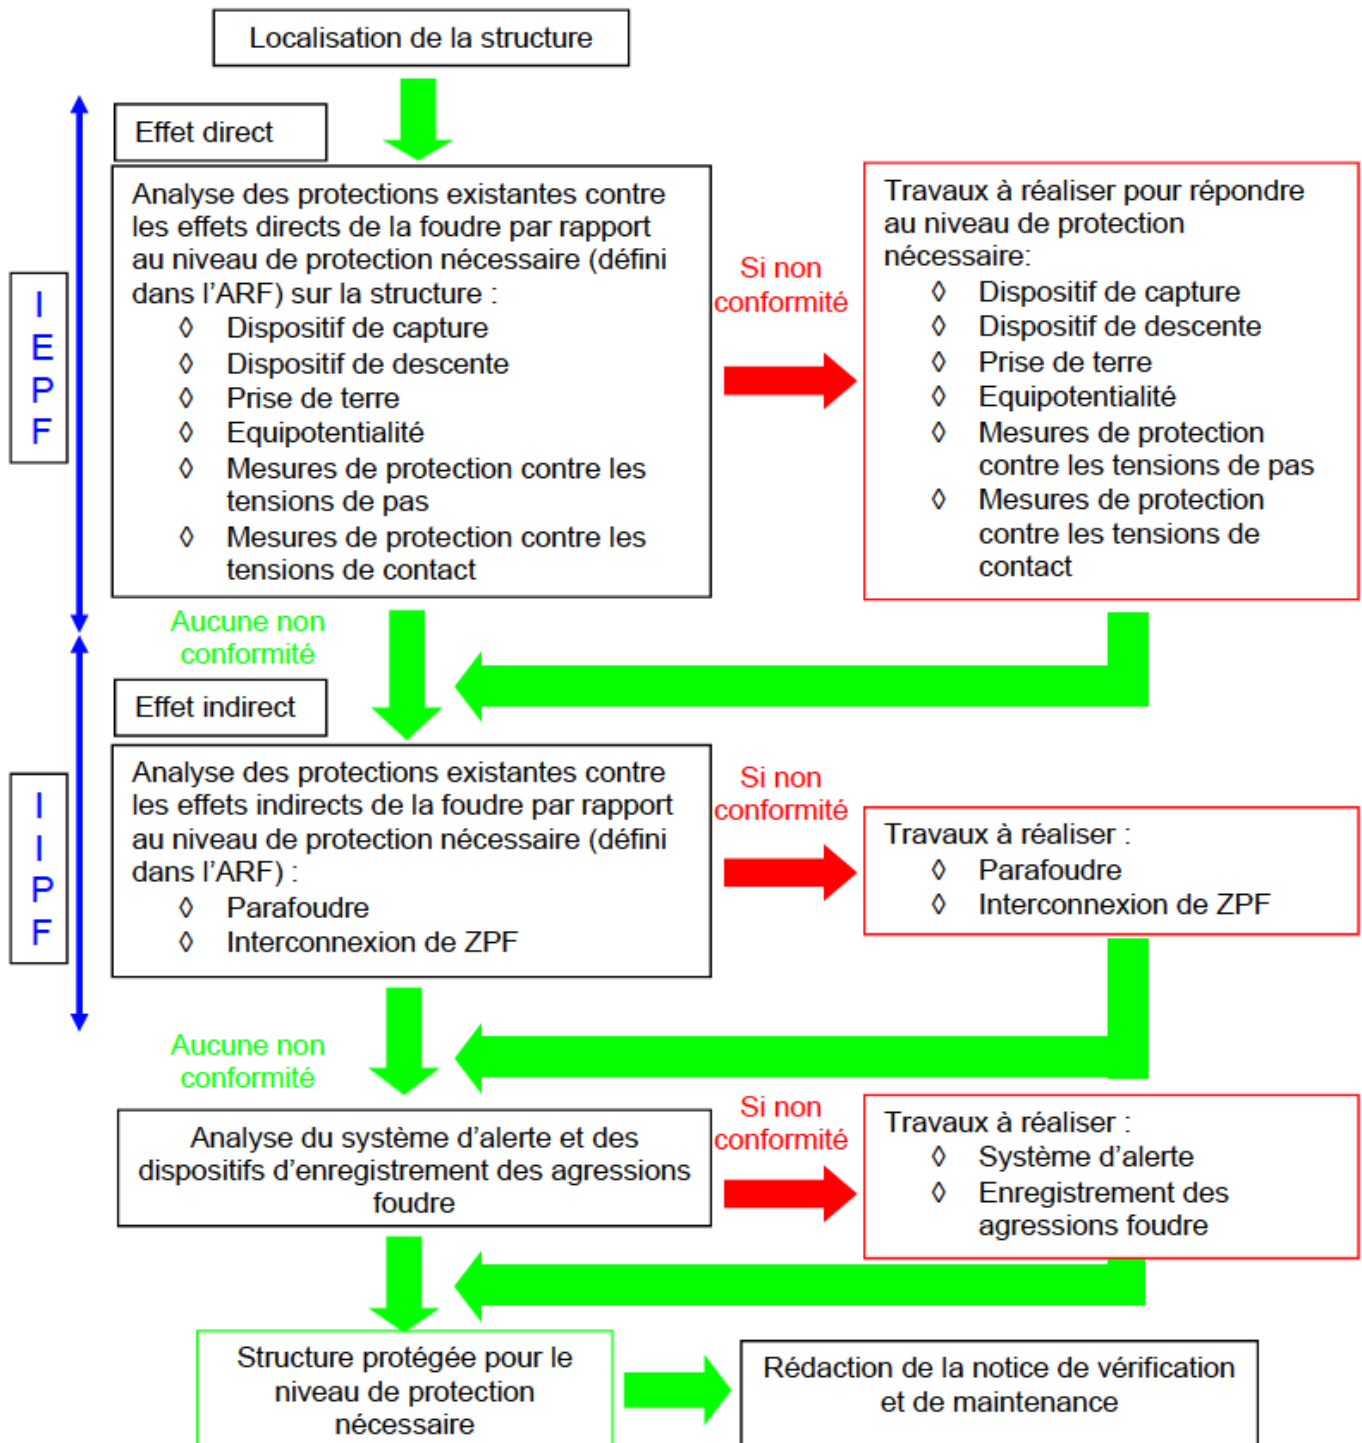 Localisation de la structure
Effet direct
Analyse des protections existantes contre
les effets directs de la foudre par rapport
au niveau de protection nécessaire (défini
dans l'ARF) sur la structure :
◊ Dispositif de capture
◊ Dispositif de descente
◊ Prise de terre
◊ Equipotentialité
◊ Mesures de protection contre les
tensions de pas
◊ Mesures de protection contre les
tensions de contact
Si non
conformité
Travaux à réaliser pour répondre
au niveau de protection
nécessaire:
◊ Dispositif de capture
◊ Dispositif de descente
◊ Prise de terre
◊ Equipotentialité
◊ Mesures de protection
contre les tensions de pas
◊ Mesures de protection
contre les tensions de
contact
I
E
P
F
Aucune non
conformité
Effet indirect
Analyse des protections existantes contre
les effets indirects de la foudre par rapport
au niveau de protection nécessaire (défini
dans l'ARF) :
◊ Parafoudre
◊ Interconnexion de ZPF
Si non
conformité
Travaux à réaliser :
◊ Parafoudre
◊ Interconnexion de ZPF
I
I
P
F
Aucune non
conformité
Analyse du système d'alerte et des
dispositifs d'enregistrement des agressions
foudre
Si non
conformité
Travaux à réaliser :
◊ Système d'alerte
◊ Enregistrement des
agressions foudre
Structure protégée pour le
niveau de protection
nécessaire
Rédaction de la notice de vérification
et de maintenance